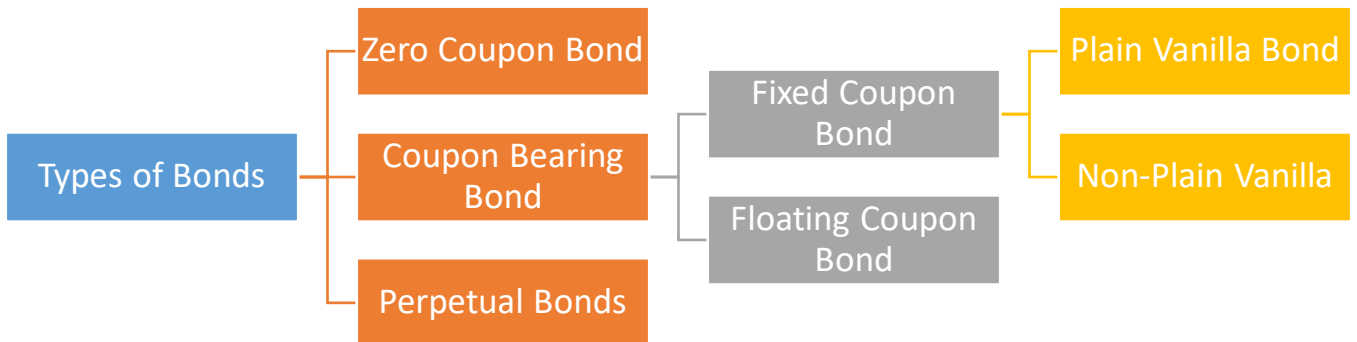 Types of Bonds
Zero Coupon Bond
Coupon Bearing
Bond
Perpetual Bonds
Fixed Coupon
Bond
Floating Coupon
Bond
Plain Vanilla Bond
Non-Plain Vanilla